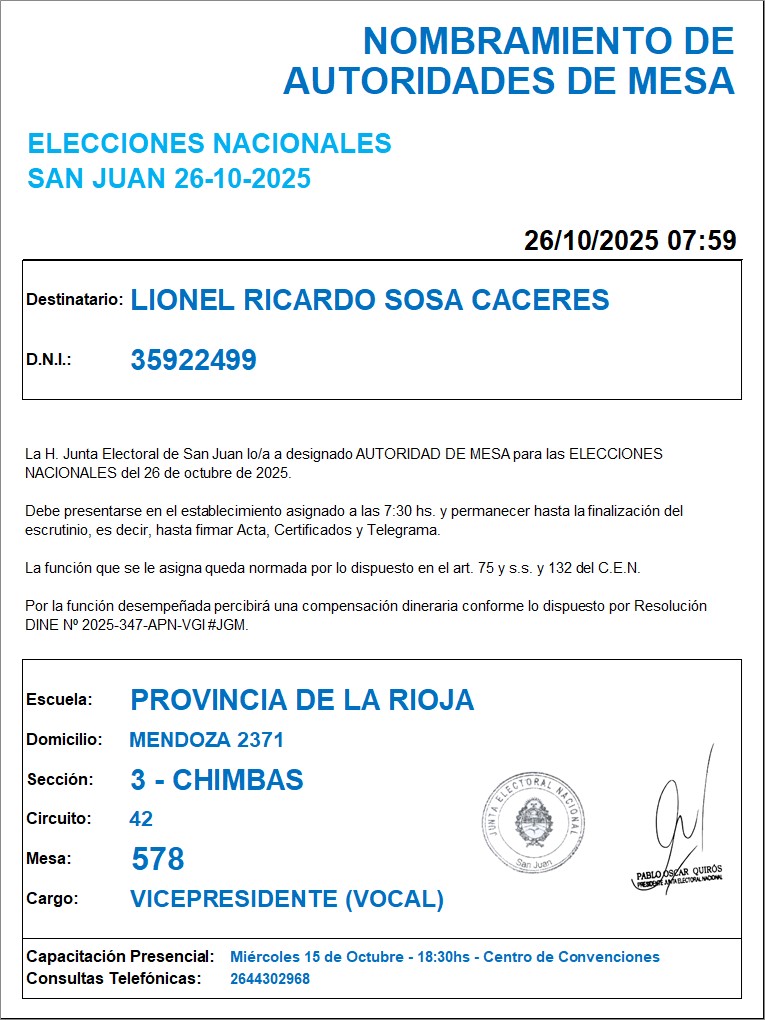 NOMBRAMIENTO DE
AUTORIDADES DE MESA
ELECCIONES NACIONALES
SAN JUAN 26-10-2025
26/10/2025 07:59
Destinatario: LIONEL RICARDO SOSA CACERES
D.N.I.: 35922499
La H. Junta Electoral de San Juan lo/a a designado AUTORIDAD DE MESA para las ELECCIONES
NACIONALES del 26 de octubre de 2025.
Debe presentarse en el establecimiento asignado a las 7:30 hs. y permanecer hasta la finalización del
escrutinio, es decir, hasta firmar Acta, Certificados y Telegrama.
La función que se le asigna queda normada por lo dispuesto en el art. 75 y s.s. y 132 del C.E.N.
Por la función desempeñada percibirá una compensación dineraria conforme lo dispuesto por Resolución
DINE Nº 2025-347-APN-VGI#JGM.
Escuela: PROVINCIA DE LA RIOJA
Domicilio: MENDOZA 2371
Sección: 3 - CHIMBAS
Circuito: 42
Mesa: 578
Cargo: VICEPRESIDENTE (VOCAL)
JUNTA ELECTORAL NACIONAL
San Juan
PABLO OSCAR QUIRÓS
PRESIDENTE JUNTA ELECTORAL NACIONAL
Capacitación Presencial: Miércoles 15 de Octubre - 18:30hs - Centro de Convenciones
Consultas Telefónicas: 2644302968